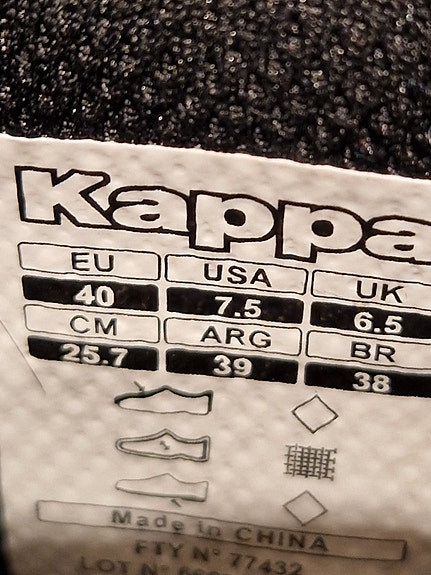 Kappa
EU USA UK
40 7.5 6.5
CM ARG BR
25.7 39 38
Made in CHINA
FTY N° 77432
LOT N°